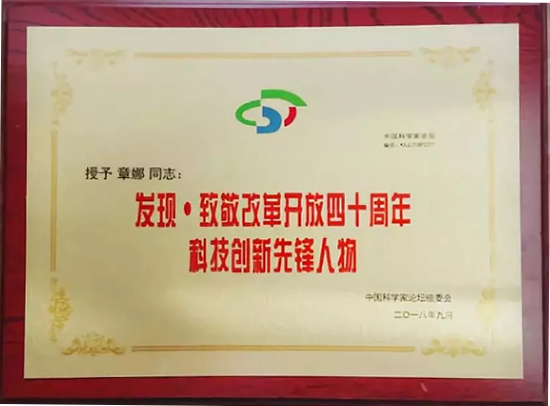 中国科学家论坛
授予 章娜 同志：
发现·致敬改革开放四十周年
科技创新先锋人物
中国科学家论坛组委会
二〇一八年九月